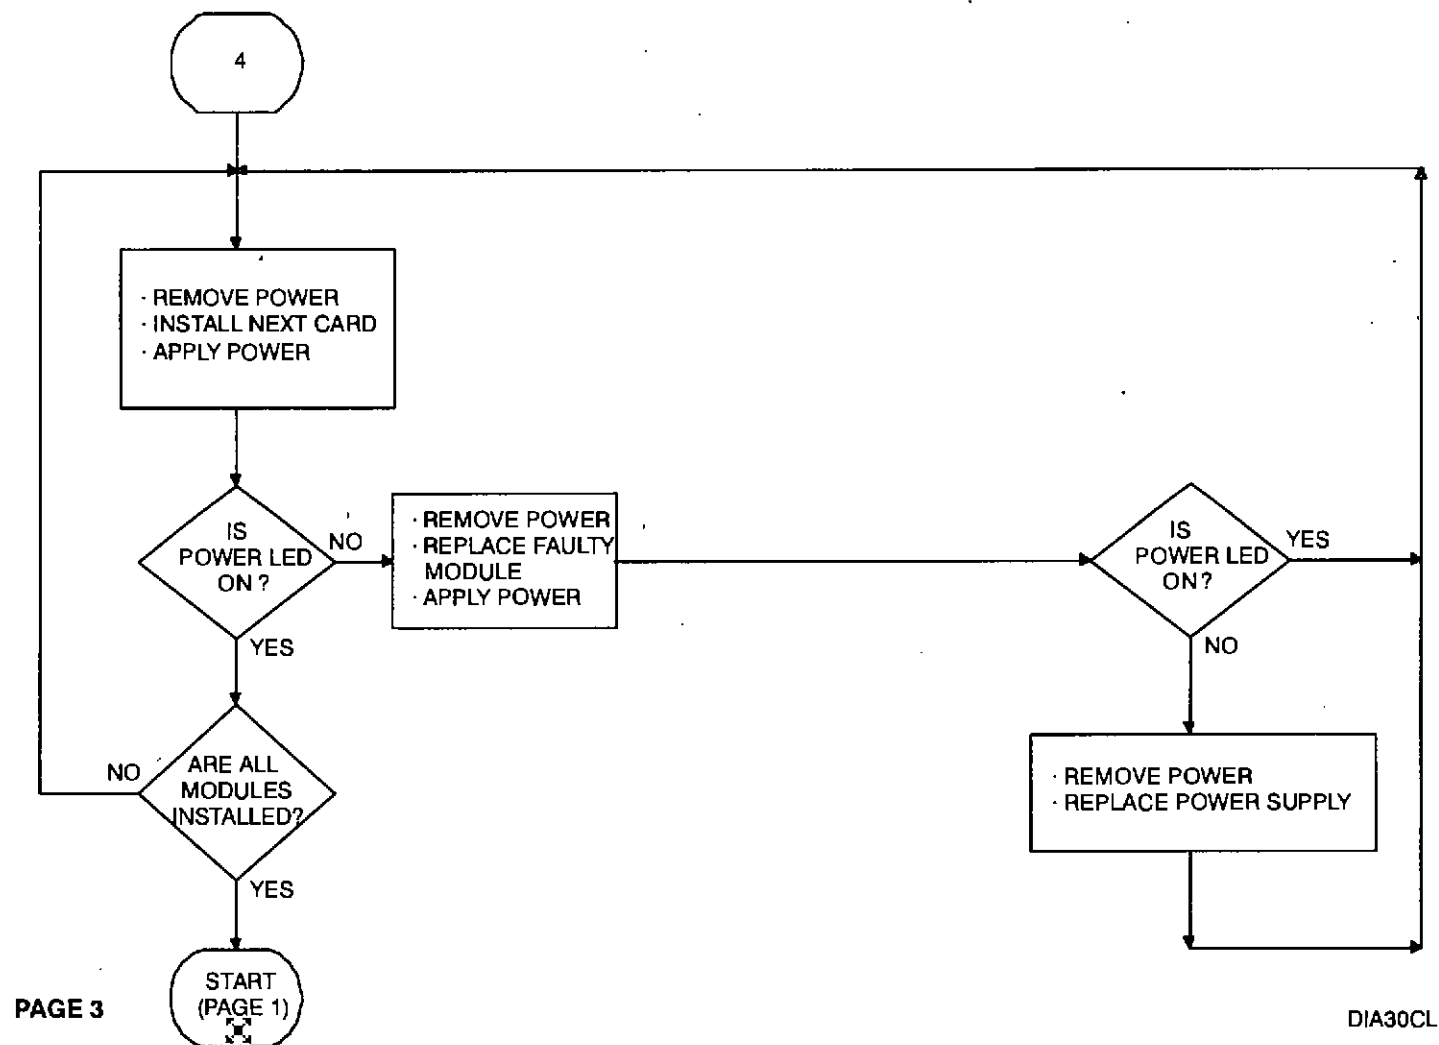 4
· REMOVE POWER
· INSTALL NEXT CARD
· APPLY POWER
IS
POWER LED
ON ?
NO
YES
· REMOVE POWER
· REPLACE FAULTY
MODULE
· APPLY POWER
IS
POWER LED
ON?
YES
NO
· REMOVE POWER
· REPLACE POWER SUPPLY
ARE ALL
MODULES
INSTALLED?
NO
YES
START
(PAGE 1)
PAGE 3
DIA30CL